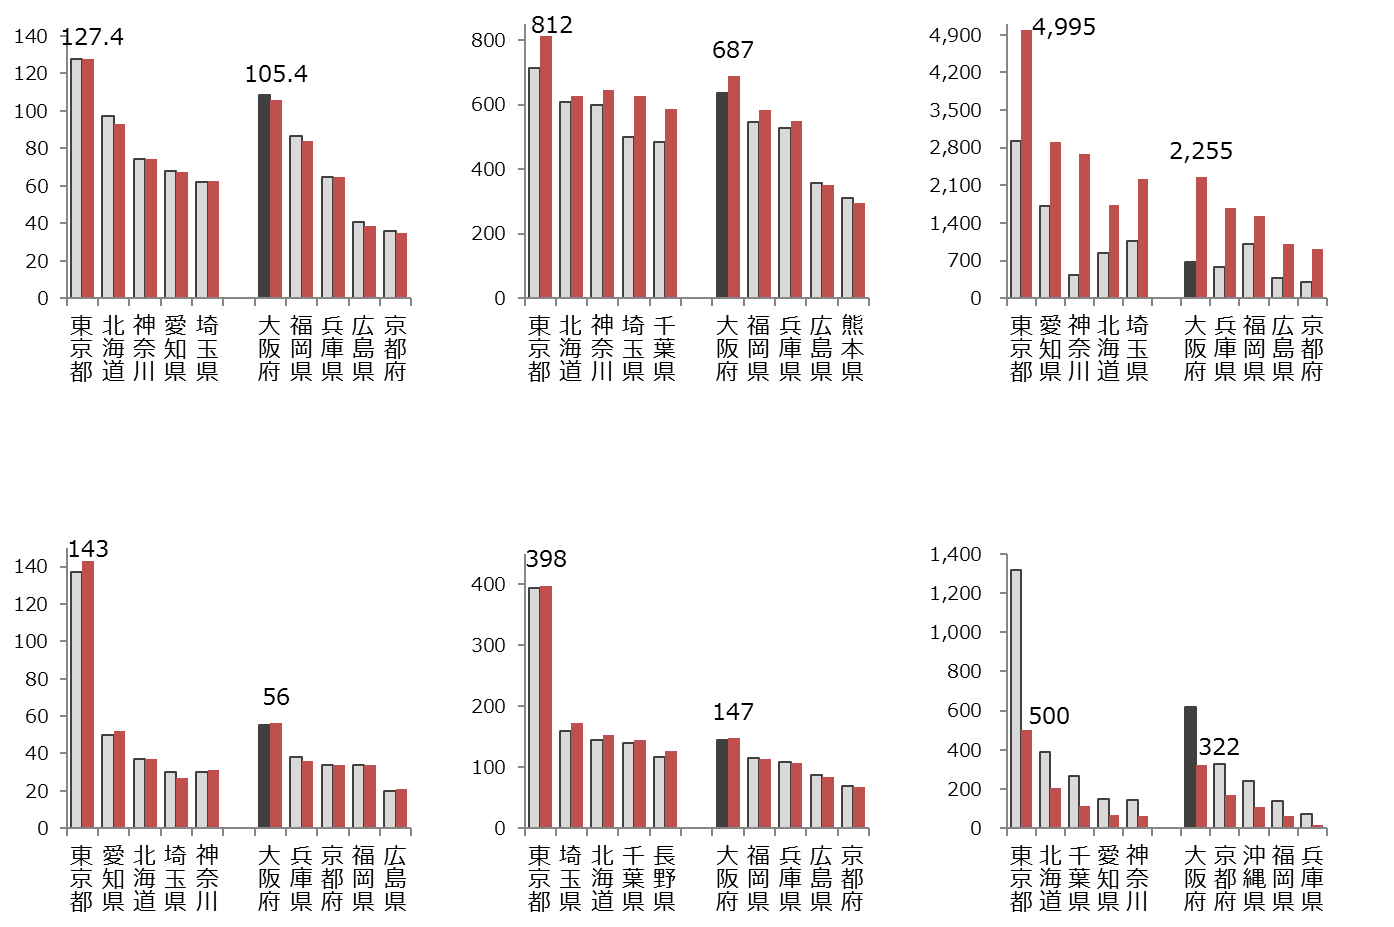 140
120
100
80
60
40
20
0
127.4
105.4
東京都
北海道
神奈川
愛知県
埼玉県
大阪府
福岡県
兵庫県
広島県
京都府
800
600
400
200
0
812
687
東京都
北海道
神奈川
埼玉県
千葉県
大阪府
福岡県
兵庫県
広島県
熊本県
4,900
4,200
3,500
2,800
2,100
1,400
700
0
4,995
2,255
東京都
愛知県
神奈川
北海道
埼玉県
大阪府
兵庫県
福岡県
広島県
京都府
140
120
100
80
60
40
20
0
143
56
東京都
愛知県
北海道
埼玉県
神奈川
大阪府
兵庫県
京都府
福岡県
広島県
400
300
200
100
0
398
147
東京都
埼玉県
北海道
千葉県
長野県
大阪府
福岡県
兵庫県
広島県
京都府
1,400
1,200
1,000
800
600
400
200
0
500
322
東京都
北海道
千葉県
愛知県
神奈川
大阪府
京都府
沖縄県
福岡県
兵庫県